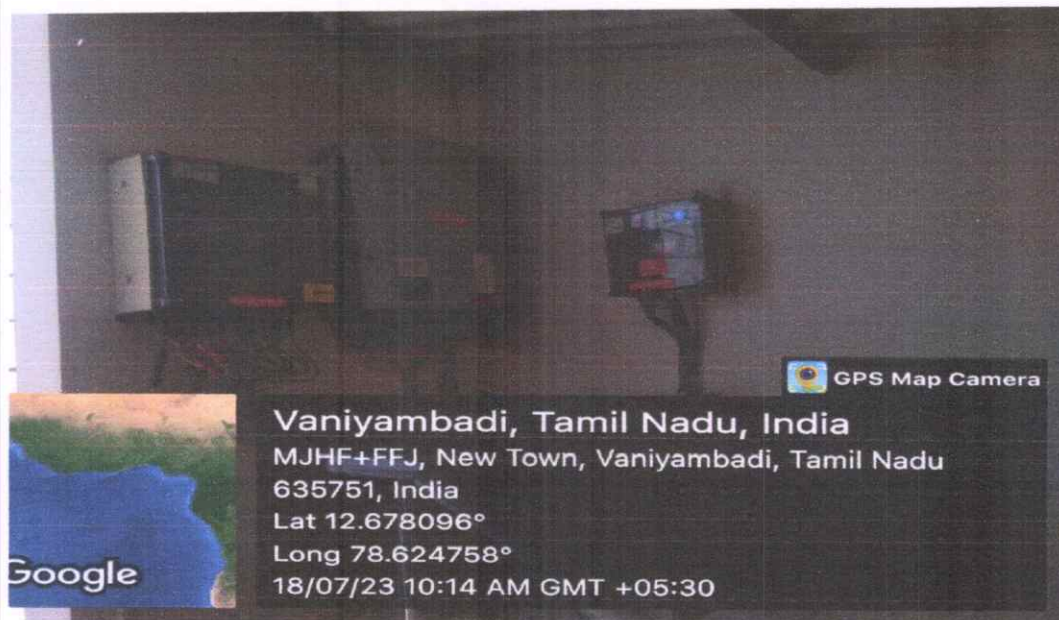 GPS Map Camera
Vaniyambadi, Tamil Nadu, India
MJHF+FFJ, New Town, Vaniyambadi, Tamil Nadu
635751, India
Lat 12.678096°
Long 78.624758°
18/07/23 10:14 AM GMT +05:30
Google